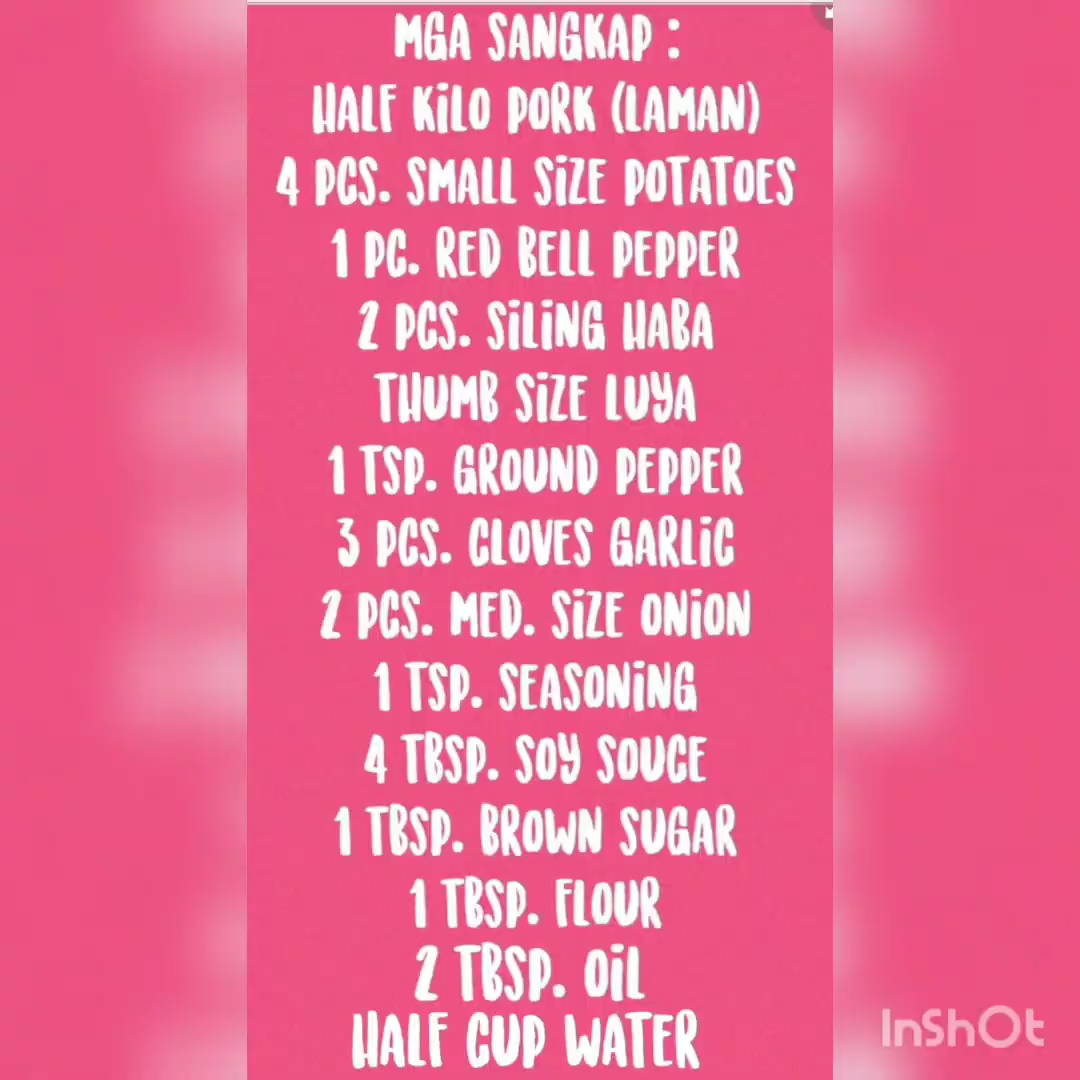 MGA SANGKAP :
HALF KiLO PORK (LAMAN)
4 PCS. SMALL SiZE POTATOES
1 PC. RED BELL PEPPER
2 PCS. SiLiNG HABA
THUMB SiZE LUYA
1 TSP. GROUND PEPPER
3 PCS. CLOVES GARLiC
2 PCS. MED. SiZE ONiON
1 TSP. SEASONiNG
4 TBSP. SOY SOUCE
1 TBSP. BROWN SUGAR
1 TBSP. FLOUR
2 TBSP. OiL
HALF CUP WATER
InShOt